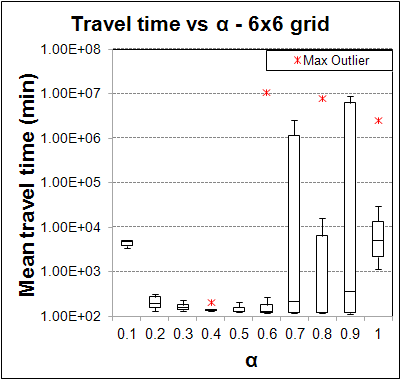 Travel time vs α - 6x6 grid
Max Outlier
Mean travel time (min)
1.00E+08
1.00E+07
1.00E+06
1.00E+05
1.00E+04
1.00E+03
1.00E+02
0.1 0.2 0.3 0.4 0.5 0.6 0.7 0.8 0.9 1
α